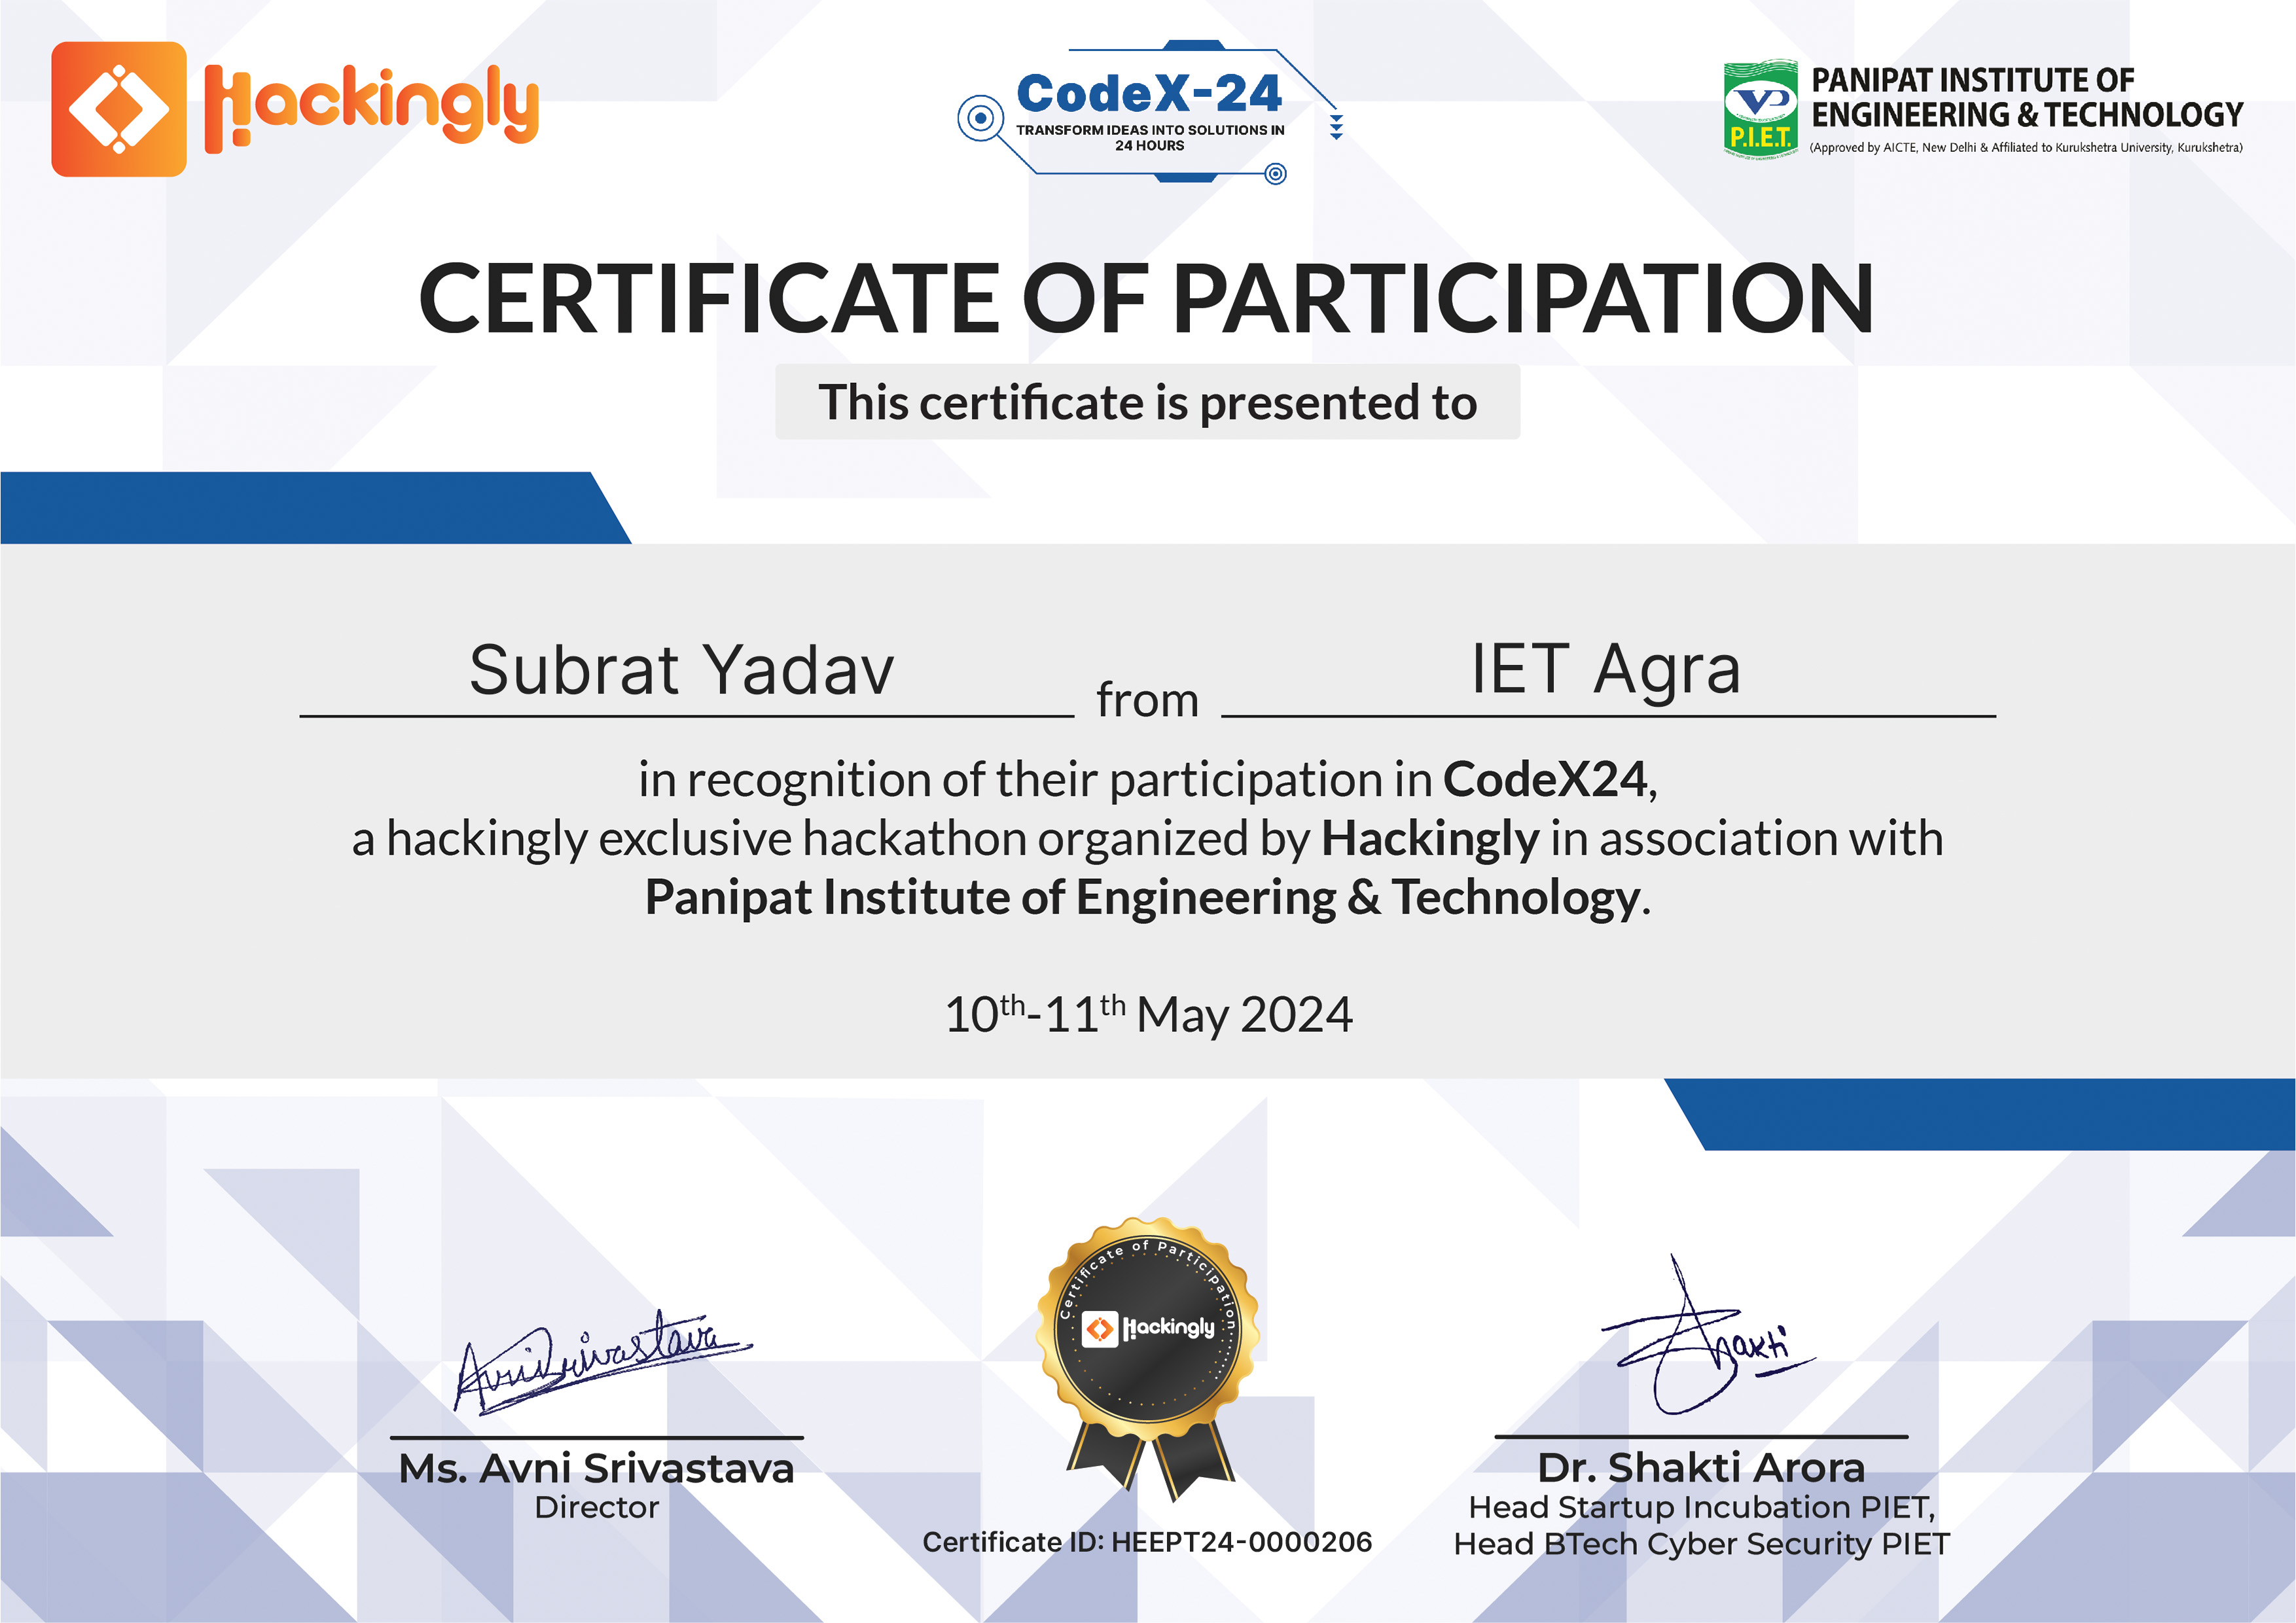 Hackingly
CodeX-24
TRANSFORM IDEAS INTO SOLUTIONS IN
24 HOURS
P.I.E.T.
PANIPAT INSTITUTE OF
ENGINEERING & TECHNOLOGY
(Approved by AICTE, New Delhi & Affiliated to Kurukshetra University, Kurukshetra)
CERTIFICATE OF PARTICIPATION
This certificate is presented to
Subrat Yadav from IET Agra
in recognition of their participation in CodeX24,
a hackingly exclusive hackathon organized by Hackingly in association with
Panipat Institute of Engineering & Technology.
10th-11th May 2024
Certificate of Participation
Hackingly
Avni Srivastava
Shakti
Ms. Avni Srivastava
Director
Dr. Shakti Arora
Head Startup Incubation PIET,
Head BTech Cyber Security PIET
Certificate ID: HEEPT24-0000206